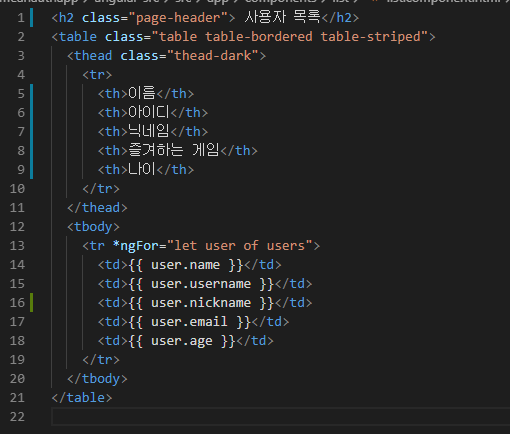 1 <h2 class="page-header"> 사용자 목록</h2>
2 <table class="table table-bordered table-striped">
3   <thead class="thead-dark">
4     <tr>
5       <th>이름</th>
6       <th>아이디</th>
7       <th>닉네임</th>
8       <th>즐겨하는 게임</th>
9       <th>나이</th>
10     </tr>
11   </thead>
12   <tbody>
13     <tr *ngFor="let user of users">
14       <td>{{ user.name }}</td>
15       <td>{{ user.username }}</td>
16       <td>{{ user.nickname }}</td>
17       <td>{{ user.email }}</td>
18       <td>{{ user.age }}</td>
19     </tr>
20   </tbody>
21 </table>
22